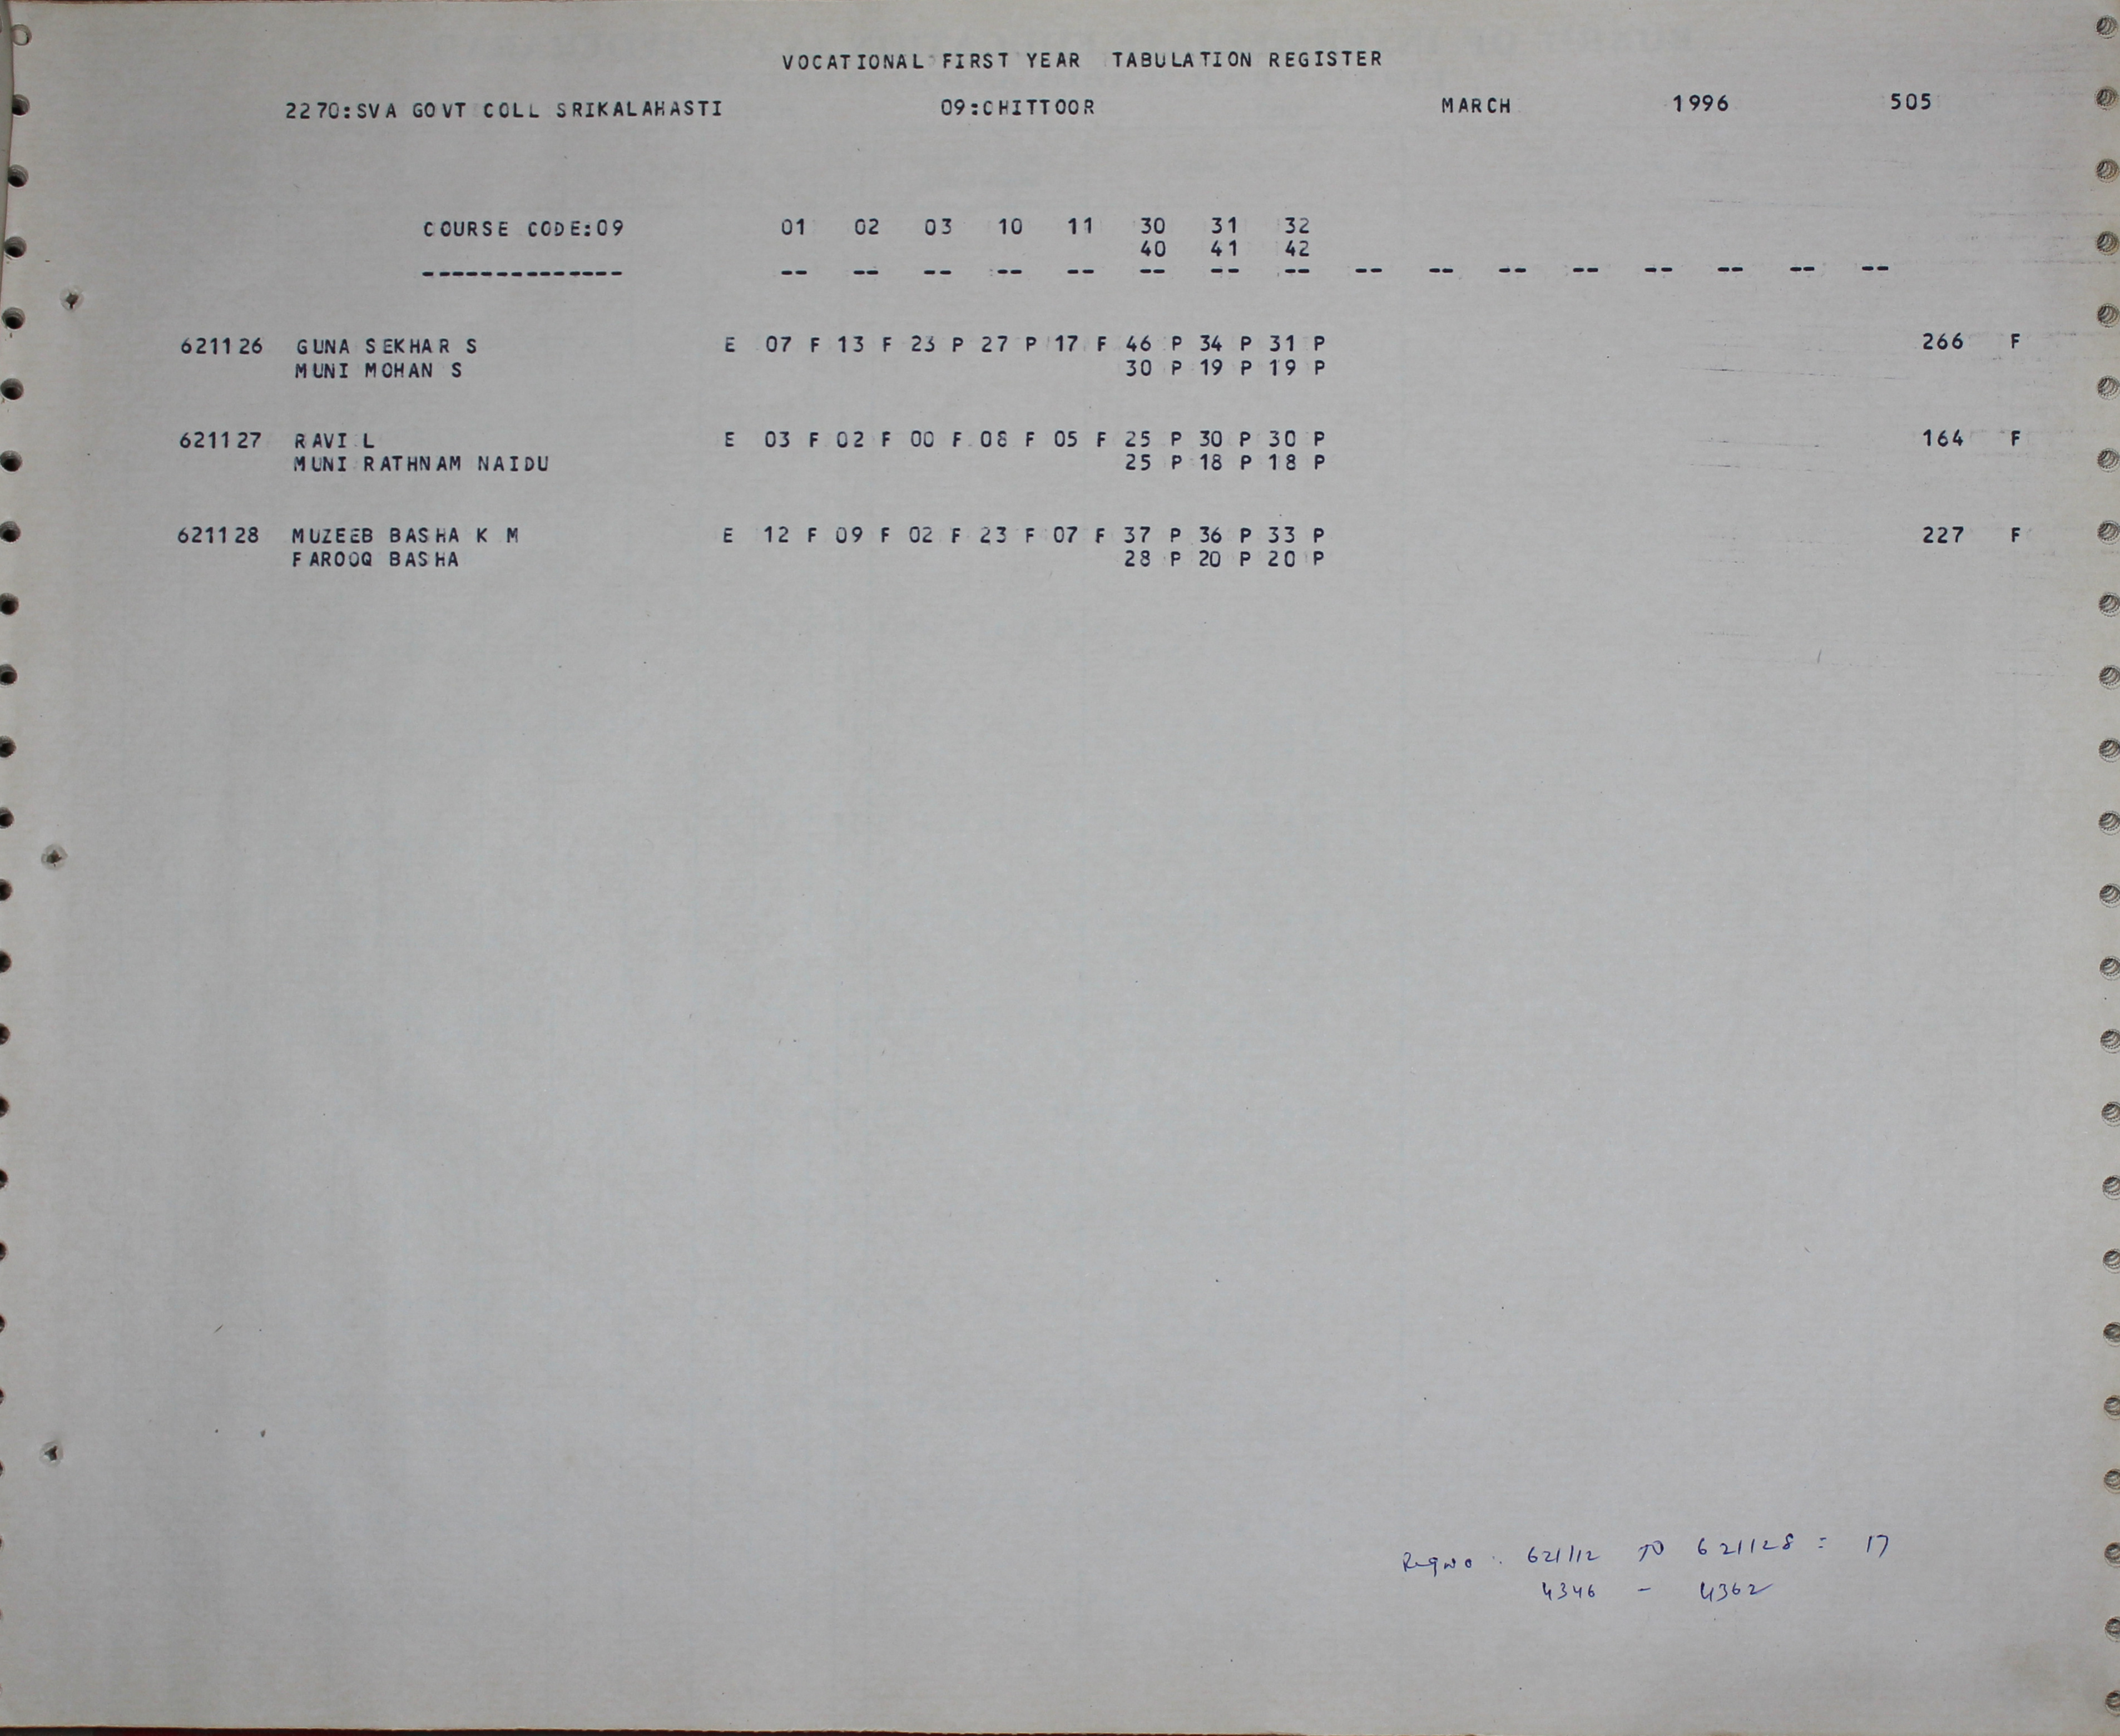 VOCATIONAL FIRST YEAR TABULATION REGISTER
2270:SVA GOVT COLL SRIKALAHASTI 09:CHITTOOR MARCH 1996 505
COURSE CODE:09 01 02 03 10 11 30 31 32
40 41 42
-------------- -- -- -- -- -- -- -- -- -- -- -- -- -- -- -- --
621126 GUNA SEKHAR S E 07 F 13 F 23 P 27 P 17 F 46 P 34 P 31 P 266 F
MUNI MOHAN S 30 P 19 P 19 P
621127 RAVI L E 03 F 02 F 00 F 08 F 05 F 25 P 30 P 30 P 164 F
MUNI RATHNAM NAIDU 25 P 18 P 18 P
621128 MUZEEB BASHA K M E 12 F 09 F 02 F 23 F 07 F 37 P 36 P 33 P 227 F
FAROOQ BASHA 28 P 20 P 20 P
Regno : 621112 TO 621128 = 17
4346 - 4362